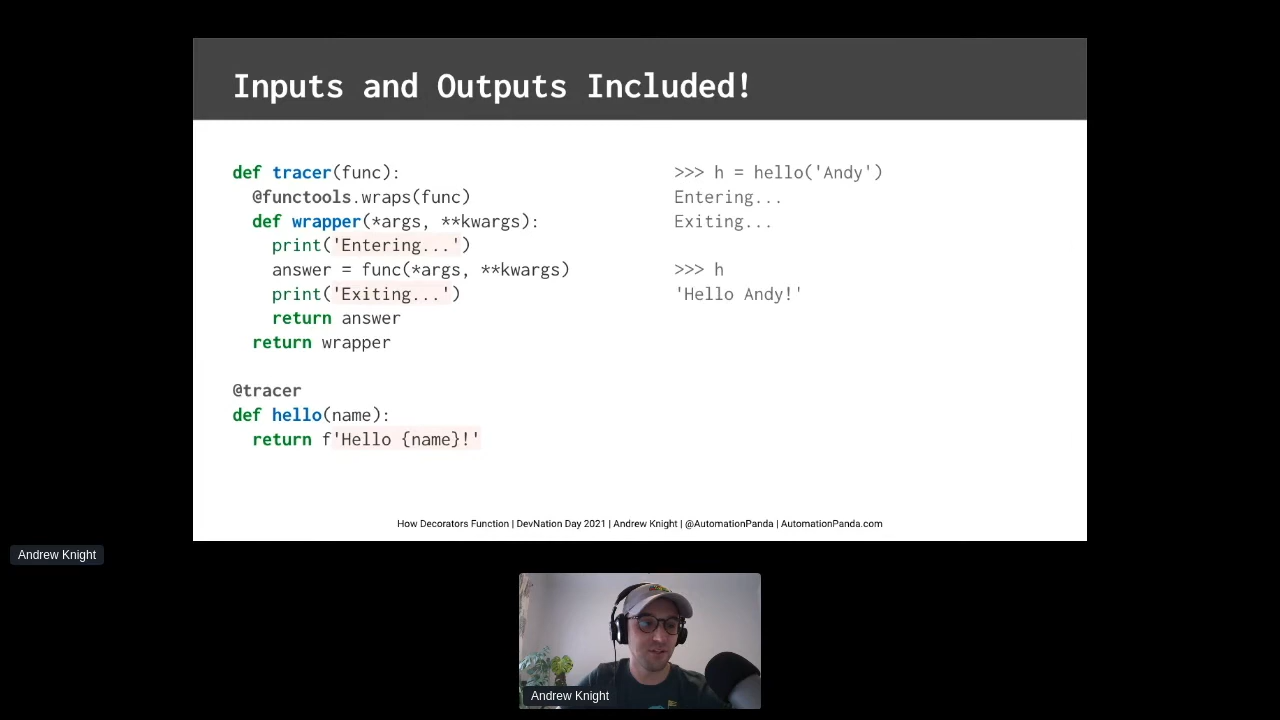 Inputs and Outputs Included!
def tracer(func):
  @functools.wraps(func)
  def wrapper(*args, **kwargs):
    print('Entering...')
    answer = func(*args, **kwargs)
    print('Exiting...')
    return answer
  return wrapper
@tracer
def hello(name):
  return f'Hello {name}!'
>>> h = hello('Andy')
Entering...
Exiting...
>>> h
'Hello Andy!'
How Decorators Function | DevNation Day 2021 | Andrew Knight | @AutomationPanda | AutomationPanda.com
Andrew Knight
Andrew Knight